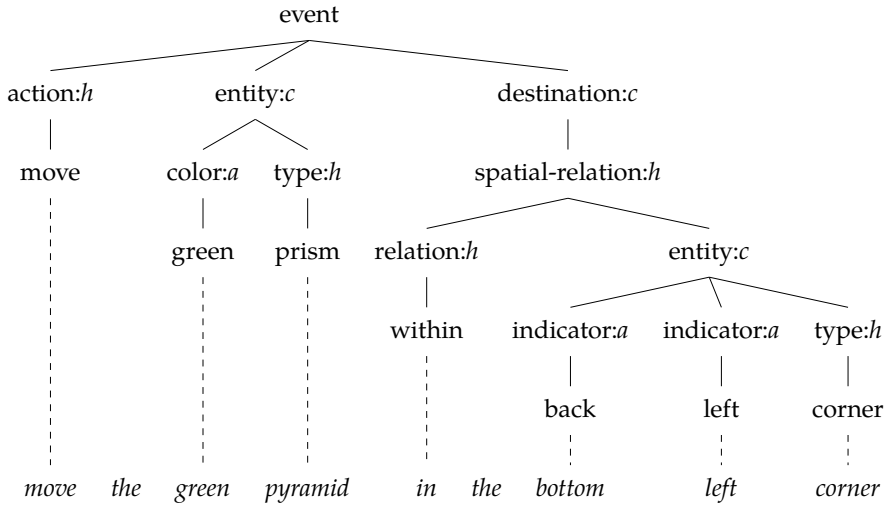 event
action:h entity:c destination:c
move color:a type:h spatial-relation:h
green prism relation:h entity:c
within indicator:a indicator:a type:h
back left corner
move the green pyramid in the bottom left corner